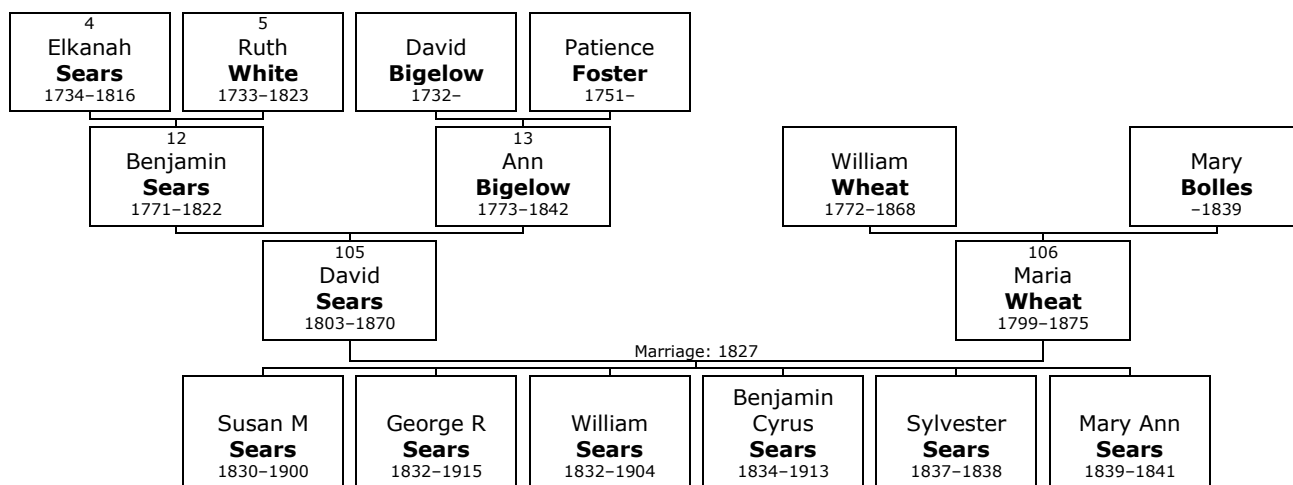 4
Elkanah
Sears
1734–1816
5
Ruth
White
1733–1823
David
Bigelow
1732–
Patience
Foster
1751–
12
Benjamin
Sears
1771–1822
13
Ann
Bigelow
1773–1842
William
Wheat
1772–1868
Mary
Bolles
–1839
105
David
Sears
1803–1870
106
Maria
Wheat
1799–1875
Marriage: 1827
Susan M
Sears
1830–1900
George R
Sears
1832–1915
William
Sears
1832–1904
Benjamin
Cyrus
Sears
1834–1913
Sylvester
Sears
1837–1838
Mary Ann
Sears
1839–1841